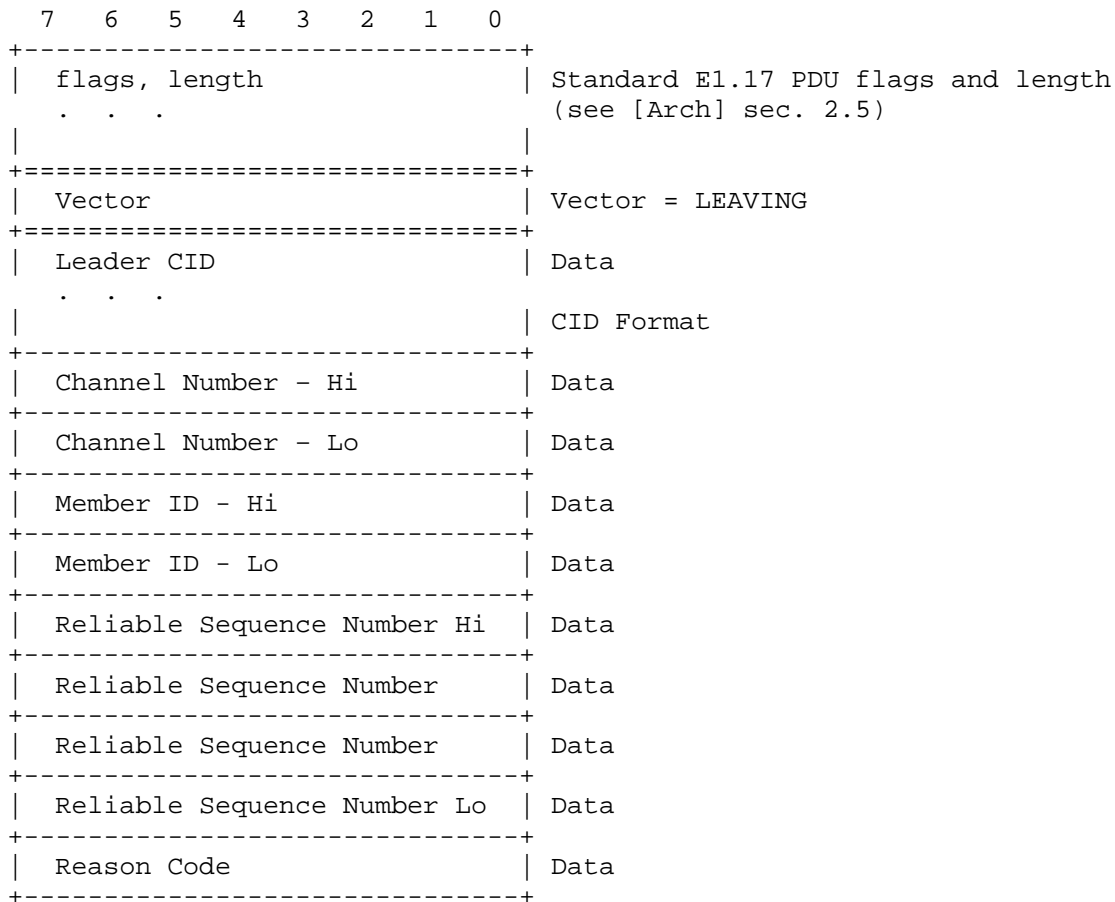 7 6 5 4 3 2 1 0
+-------------------------------+
| flags, length | Standard E1.17 PDU flags and length
. . . (see [Arch] sec. 2.5)
| |
+===============================+
| Vector | Vector = LEAVING
+===============================+
| Leader CID | Data
. . .
| | CID Format
+-------------------------------+
| Channel Number – Hi | Data
+-------------------------------+
| Channel Number – Lo | Data
+-------------------------------+
| Member ID - Hi | Data
+-------------------------------+
| Member ID - Lo | Data
+-------------------------------+
| Reliable Sequence Number Hi | Data
+-------------------------------+
| Reliable Sequence Number | Data
+-------------------------------+
| Reliable Sequence Number | Data
+-------------------------------+
| Reliable Sequence Number Lo | Data
+-------------------------------+
| Reason Code | Data
+-------------------------------+